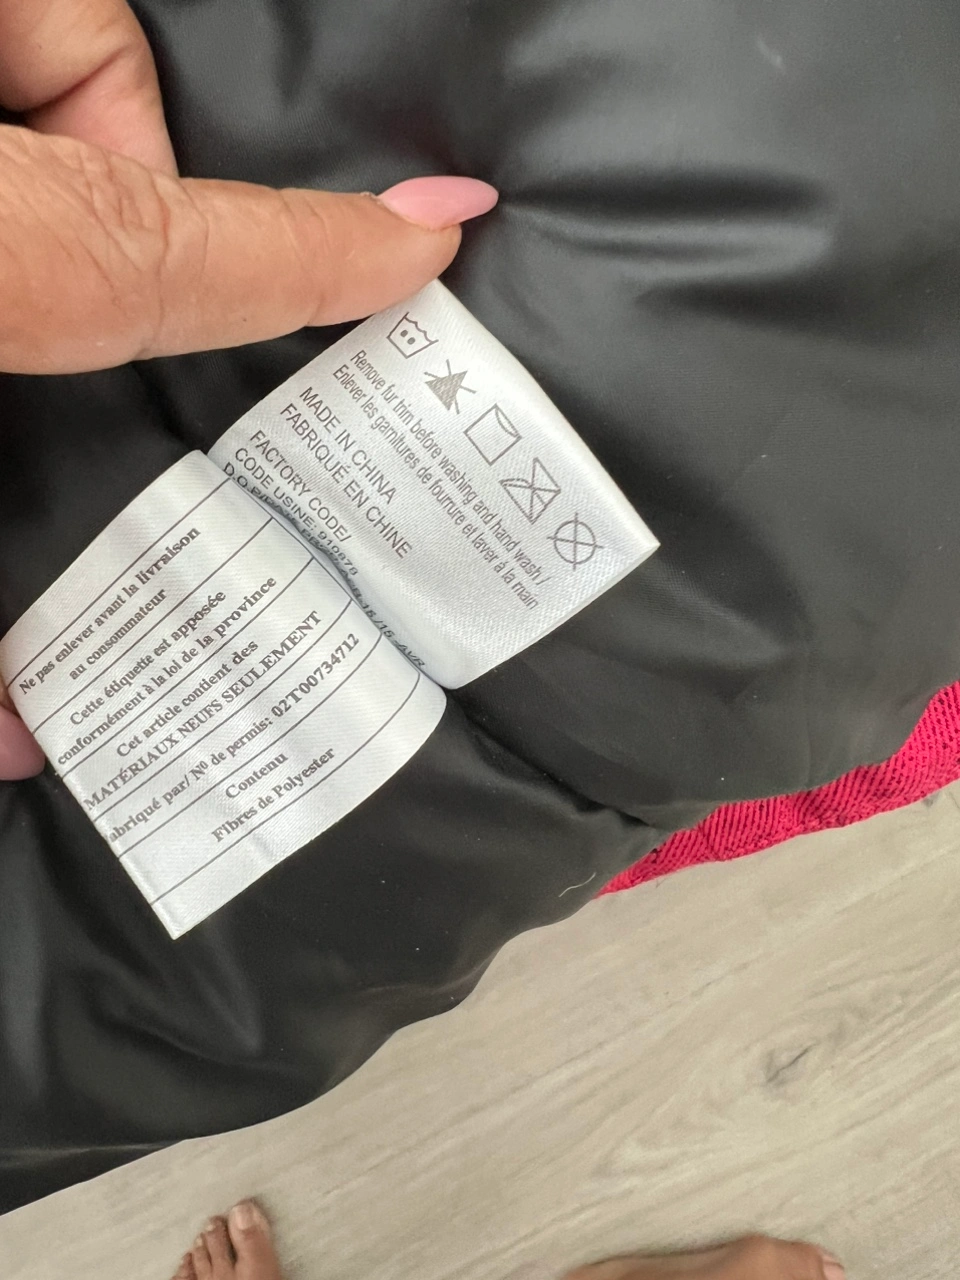 Remove fur trim before washing and hand wash /
Enlever les garnitures de fourrure et laver à la main
MADE IN CHINA
FABRIQUÉ EN CHINE
FACTORY CODE/
CODE USINE: 910678
Ne pas enlever avant la livraison
au consommateur
Cette étiquette est apposée
conformément à la loi de la province
Cet article contient des
MATÉRIAUX NEUFS SEULEMENT
abriqué par/ Nº de permis: 02T00734712
Contenu
Fibres de Polyester